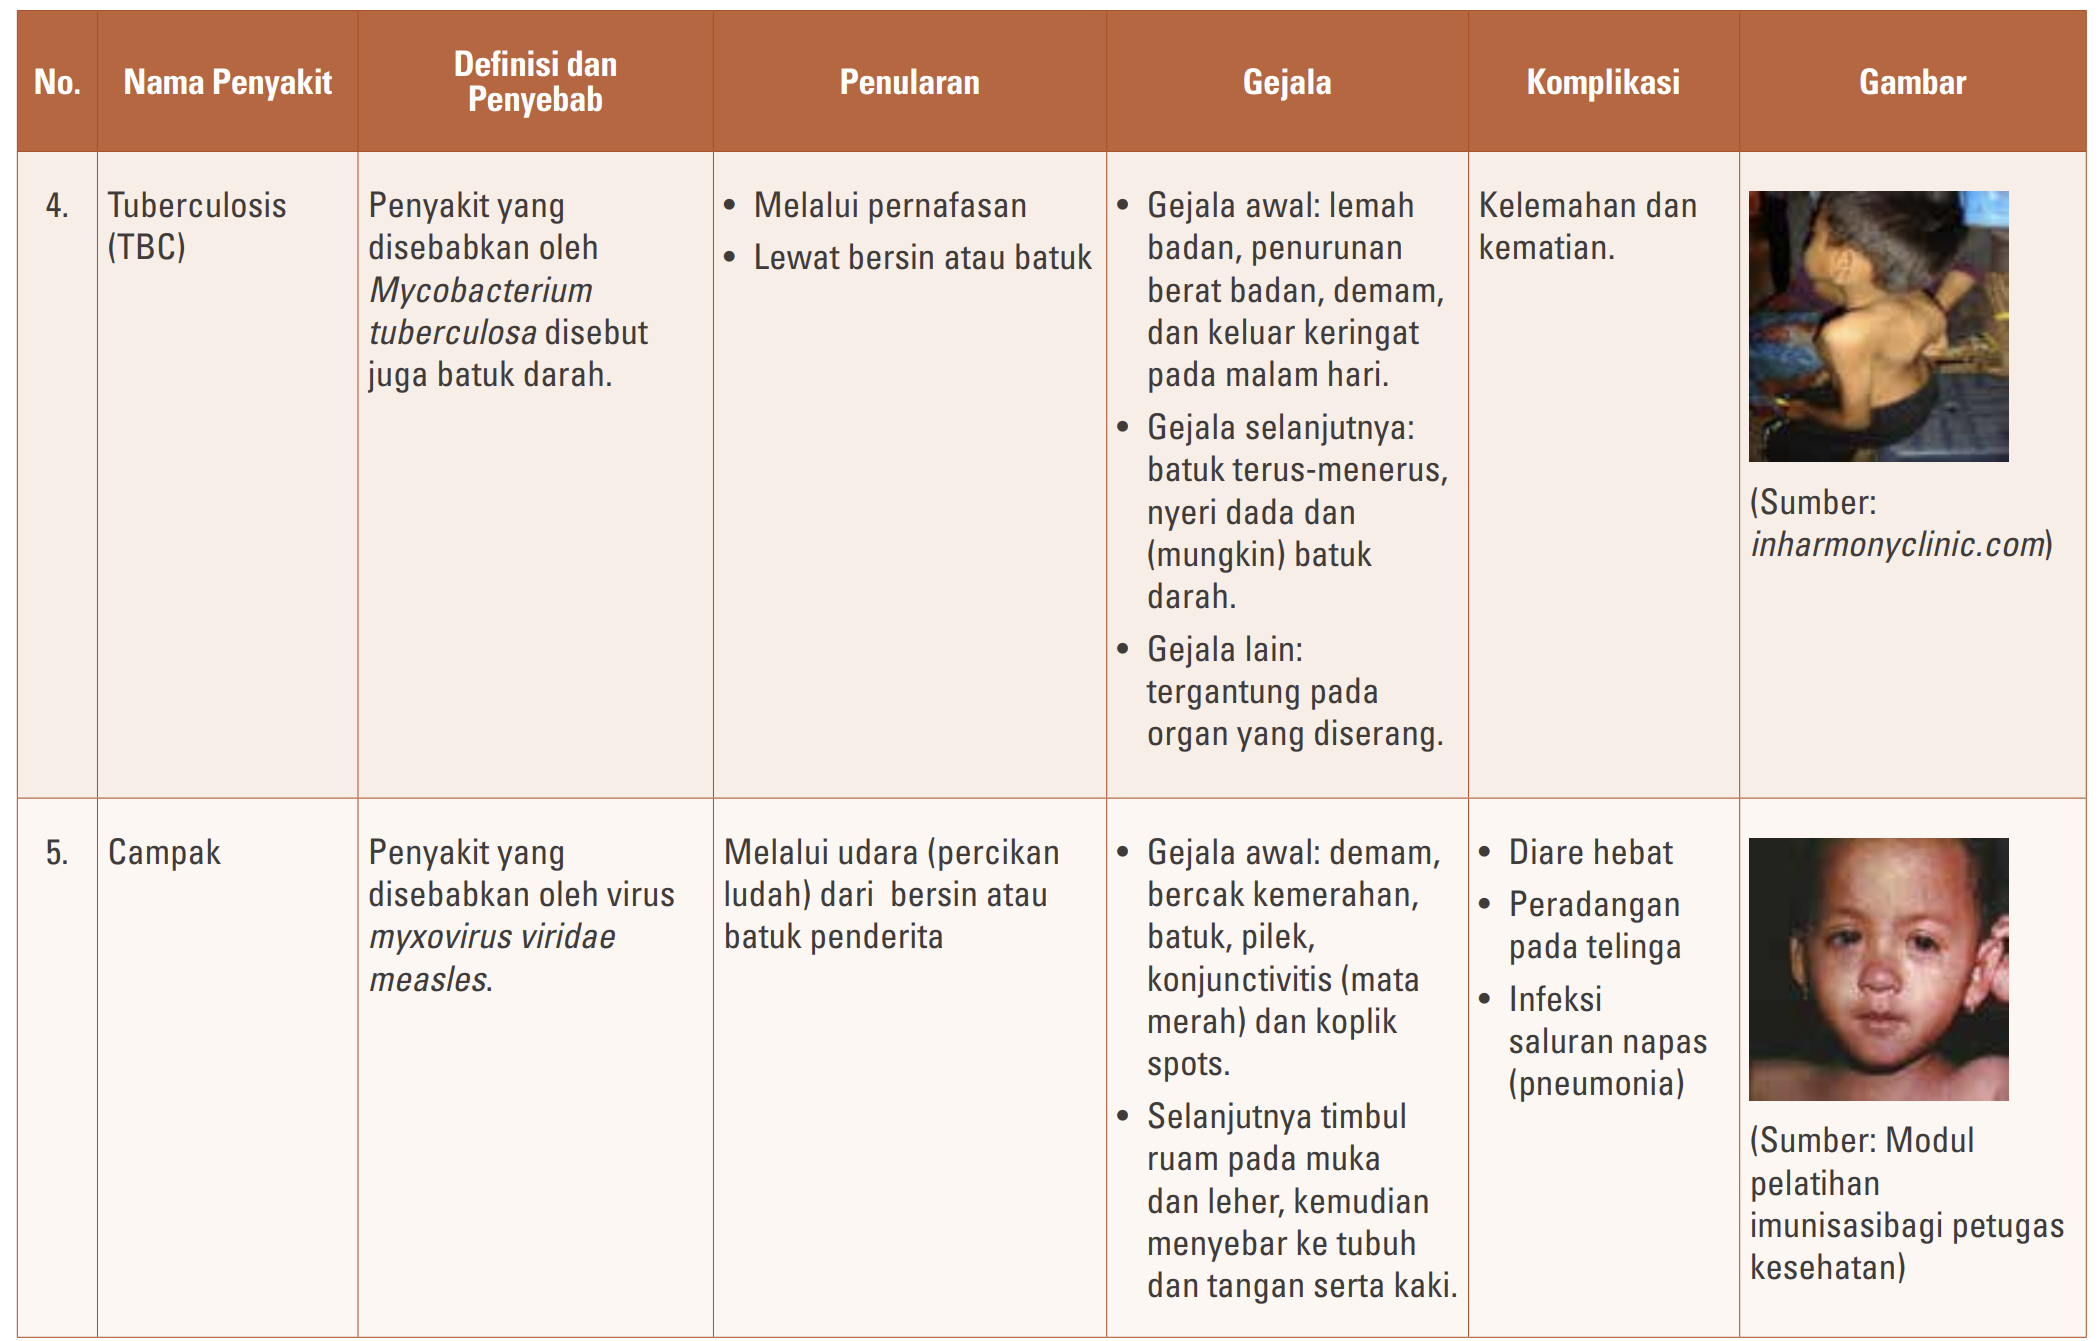 No.
Nama Penyakit
Definisi dan
Penyebab
Penularan
Gejala
Komplikasi
Gambar
4.
Tuberculosis
(TBC)
Penyakit yang
disebabkan oleh
Mycobacterium
tuberculosa disebut
juga batuk darah.
• Melalui pernafasan
• Lewat bersin atau batuk
• Gejala awal: lemah
badan, penurunan
berat badan, demam,
dan keluar keringat
pada malam hari.
• Gejala selanjutnya:
batuk terus-menerus,
nyeri dada dan
(mungkin) batuk
darah.
• Gejala lain:
tergantung pada
organ yang diserang.
Kelemahan dan
kematian.
(Sumber:
inharmonyclinic.com)
5.
Campak
Penyakit yang
disebabkan oleh virus
myxovirus viridae
measles.
Melalui udara (percikan
ludah) dari bersin atau
batuk penderita
• Gejala awal: demam,
bercak kemerahan,
batuk, pilek,
konjunctivitis (mata
merah) dan koplik
spots.
• Selanjutnya timbul
ruam pada muka
dan leher, kemudian
menyebar ke tubuh
dan tangan serta kaki.
• Diare hebat
• Peradangan
pada telinga
• Infeksi
saluran napas
(pneumonia)
(Sumber: Modul
pelatihan
imunisasibagi petugas
kesehatan)